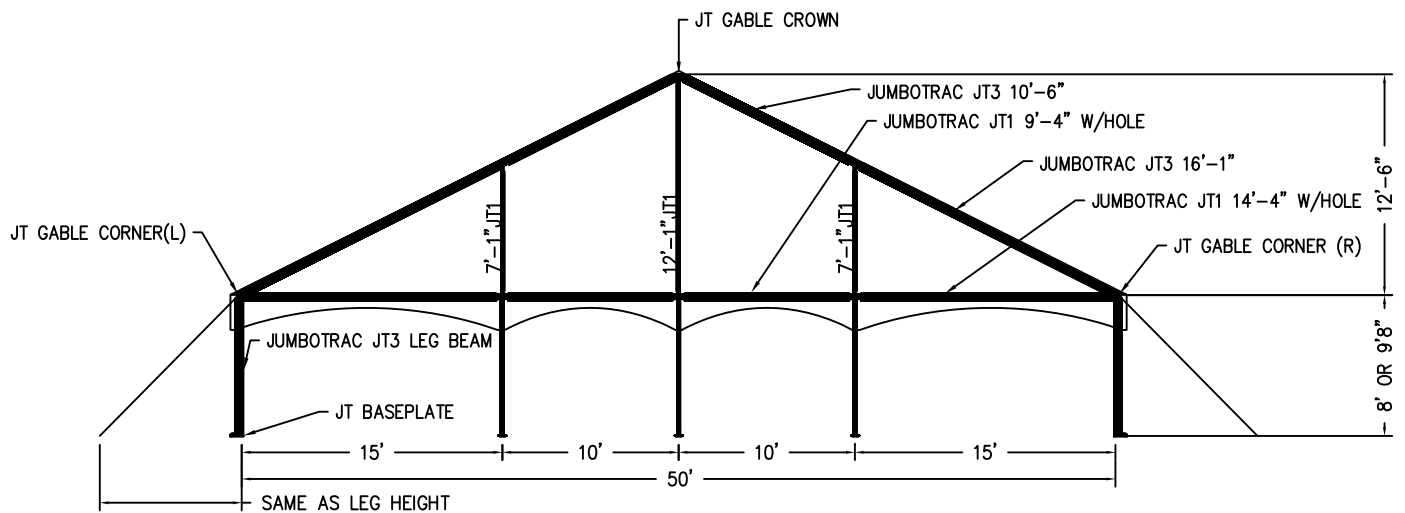 JT GABLE CROWN
JUMBOTRAC JT3 10'-6"
JUMBOTRAC JT1 9'-4" W/HOLE
JUMBOTRAC JT3 16'-1"
12'-6"
JUMBOTRAC JT1 14'-4" W/HOLE
7'-1"JT1
12'-1"JT1
7'-1"JT1
JT GABLE CORNER(L)
JT GABLE CORNER (R)
JUMBOTRAC JT3 LEG BEAM
8' OR 9'8"
JT BASEPLATE
15'
10'
10'
15'
50'
SAME AS LEG HEIGHT